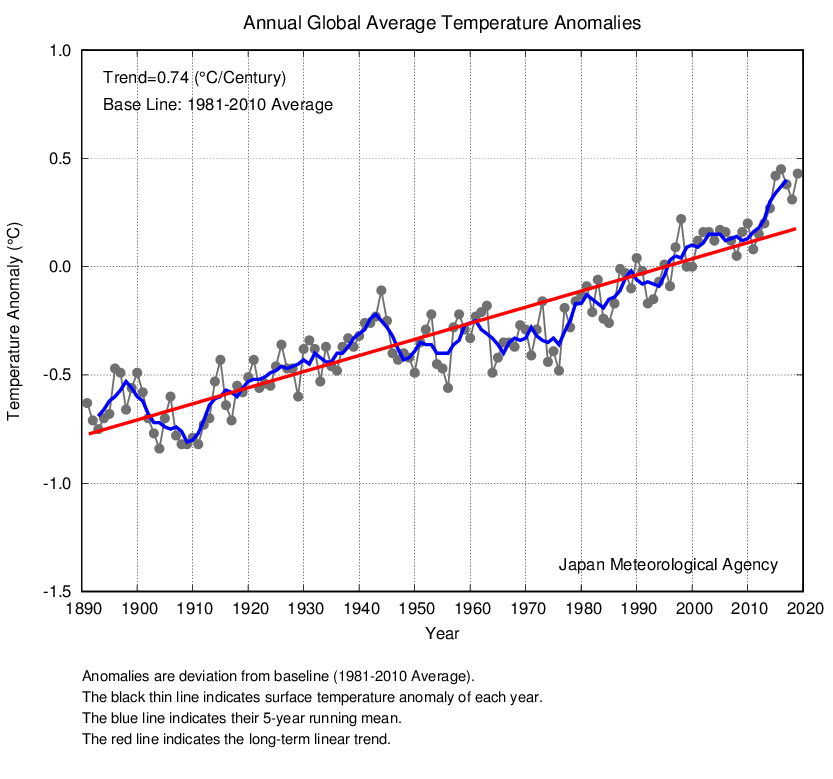 Annual Global Average Temperature Anomalies
1.0
Trend=0.74 (°C/Century)
Base Line: 1981-2010 Average
0.5
0.0
-0.5
-1.0
-1.5
Temperature Anomaly (°C)
Japan Meteorological Agency
1890 1900 1910 1920 1930 1940 1950 1960 1970 1980 1990 2000 2010 2020
Year
Anomalies are deviation from baseline (1981-2010 Average).
The black thin line indicates surface temperature anomaly of each year.
The blue line indicates their 5-year running mean.
The red line indicates the long-term linear trend.